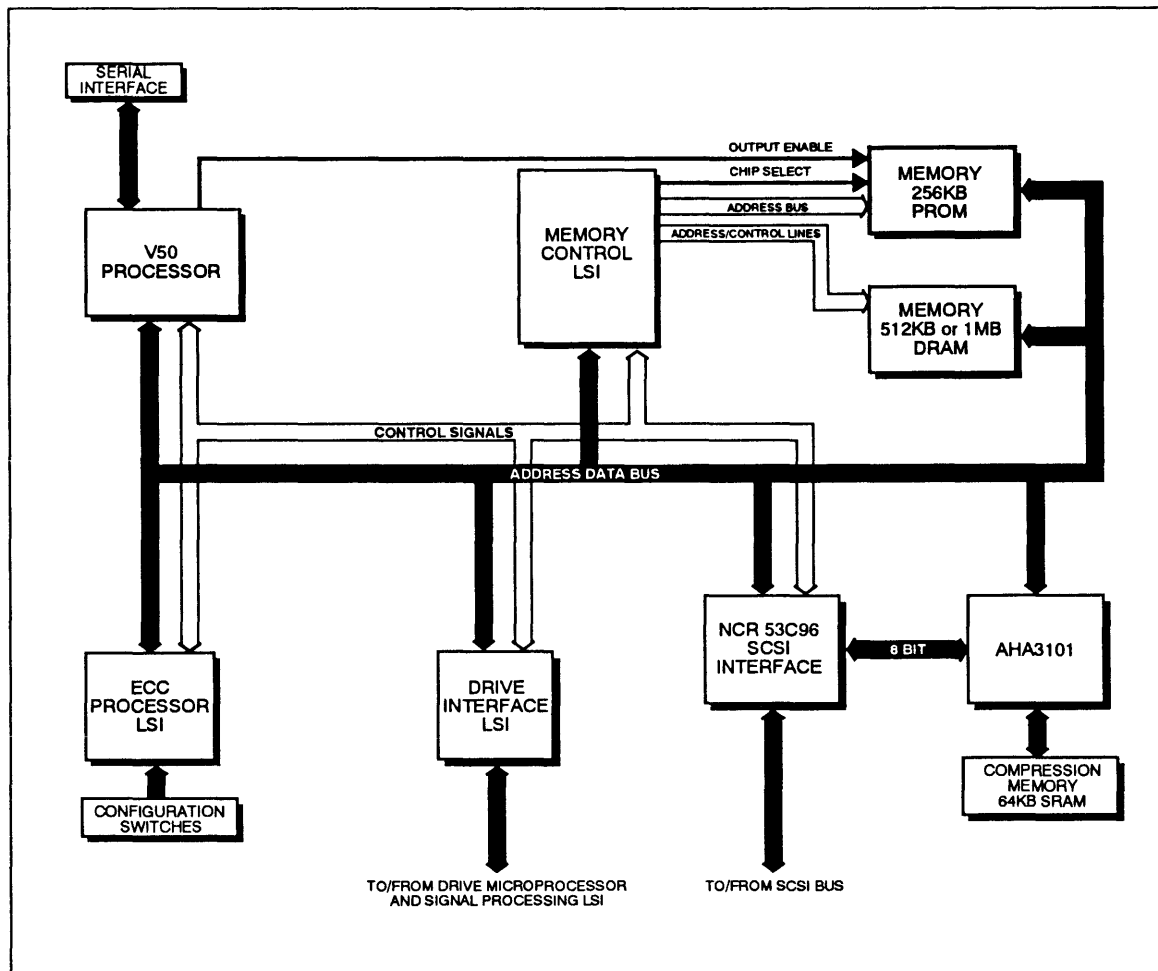 SERIAL
INTERFACE
OUTPUT ENABLE
CHIP SELECT
ADDRESS BUS
ADDRESS/CONTROL LINES
MEMORY
256KB
PROM
V50
PROCESSOR
MEMORY
CONTROL
LSI
MEMORY
512KB or 1MB
DRAM
CONTROL SIGNALS
ADDRESS DATA BUS
ECC
PROCESSOR
LSI
DRIVE
INTERFACE
LSI
NCR 53C96
SCSI
INTERFACE
8 BIT
AHA3101
CONFIGURATION
SWITCHES
COMPRESSION
MEMORY
64KB SRAM
TO/FROM DRIVE MICROPROCESSOR
AND SIGNAL PROCESSING LSI
TO/FROM SCSI BUS